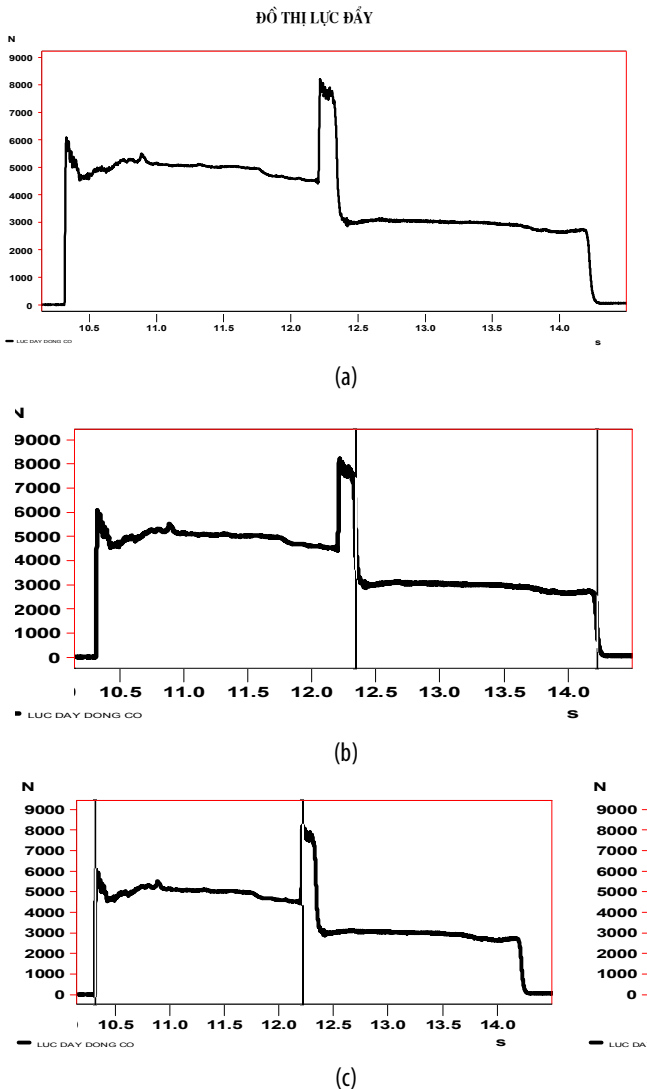 ĐỒ THỊ LỰC ĐẨY
N
9000
8000
7000
6000
5000
4000
3000
2000
1000
0
10.5 11.0 11.5 12.0 12.5 13.0 13.5 14.0
s
LUC DAY DONG CO
(a)
N
9000
8000
7000
6000
5000
4000
3000
2000
1000
0
10.5 11.0 11.5 12.0 12.5 13.0 13.5 14.0
s
LUC DAY DONG CO
(b)
N N
9000 9000
8000 8000
7000 7000
6000 6000
5000 5000
4000 4000
3000 3000
2000 2000
1000 1000
0 0
10.5 11.0 11.5 12.0 12.5 13.0 13.5 14.0
s
LUC DAY DONG CO LUC DA
(c)